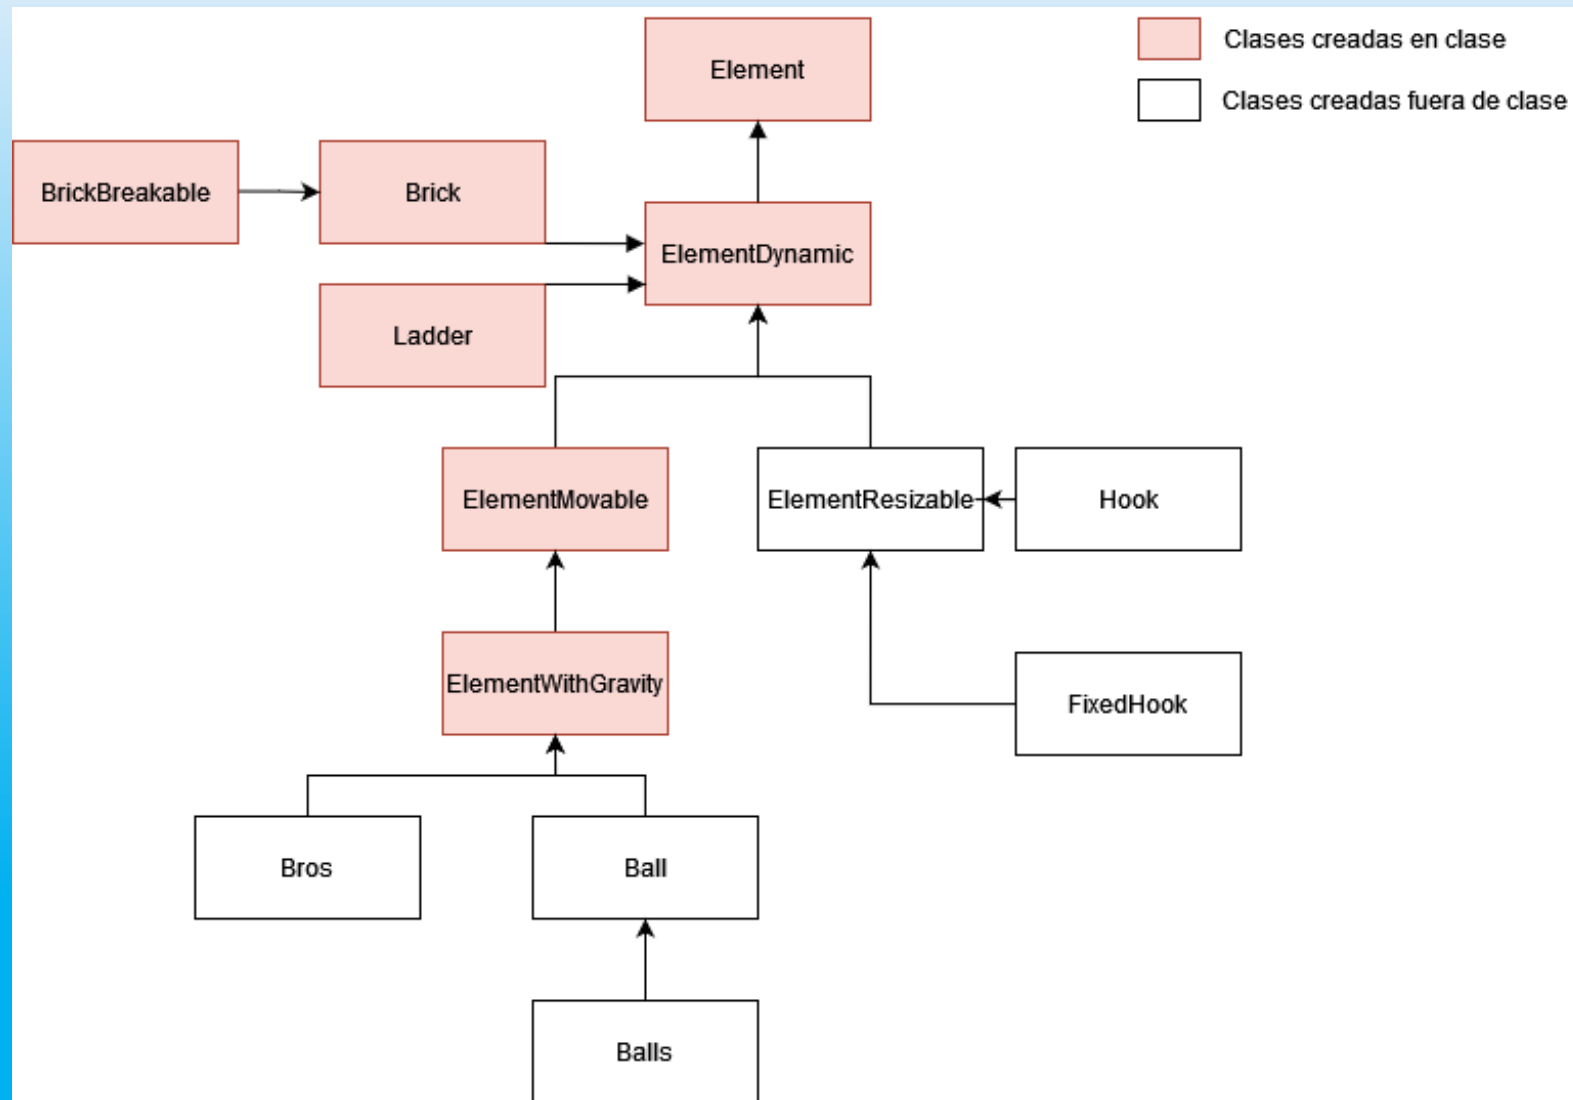 Element
Clases creadas en clase
Clases creadas fuera de clase
BrickBreakable
Brick
ElementDynamic
Ladder
ElementMovable
ElementResizable
Hook
ElementWithGravity
FixedHook
Bros
Ball
Balls